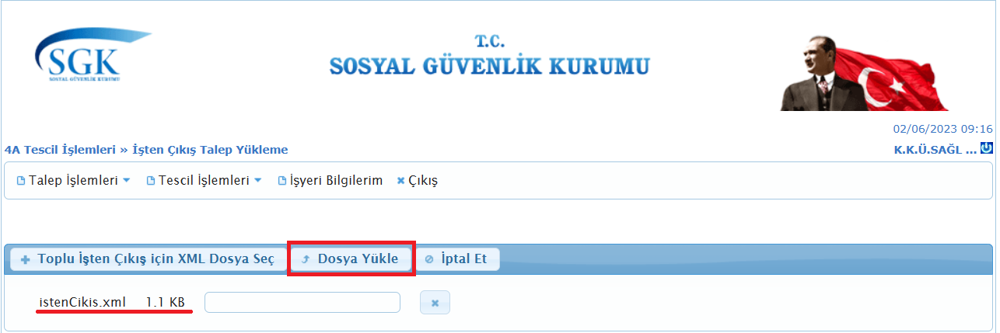 SGK
SOSYAL GÜVENLİK KURUMU
T.C.
SOSYAL GÜVENLİK KURUMU
02/06/2023 09:16
4A Tescil İşlemleri » İşten Çıkış Talep Yükleme
K.K.Ü.SAĞL ...
Talep İşlemleri Tescil İşlemleri İşyeri Bilgilerim Çıkış
Toplu İşten Çıkış için XML Dosya Seç Dosya Yükle İptal Et
istenCikis.xml 1.1 KB